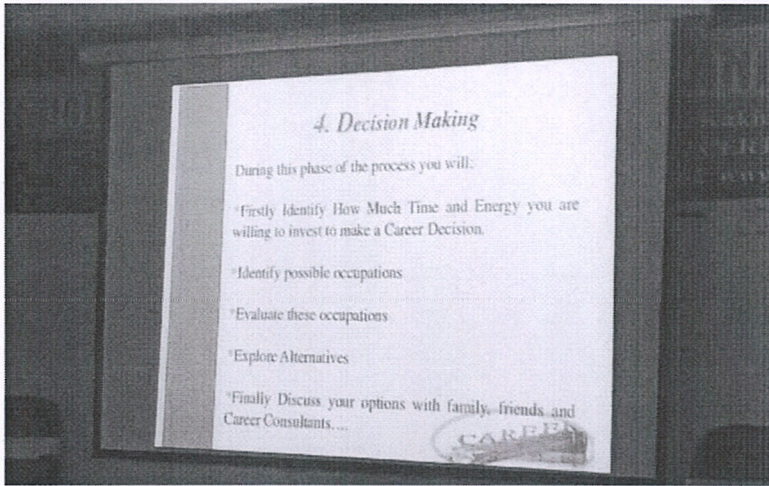 4. Decision Making
During this phase of the process you will:
*Firstly Identify How Much Time and Energy you are
willing to invest to make a Career Decision.
*Identify possible occupations
*Evaluate these occupations
*Explore Alternatives
*Finally Discuss your options with family, friends and
Career Consultants....
CAREER